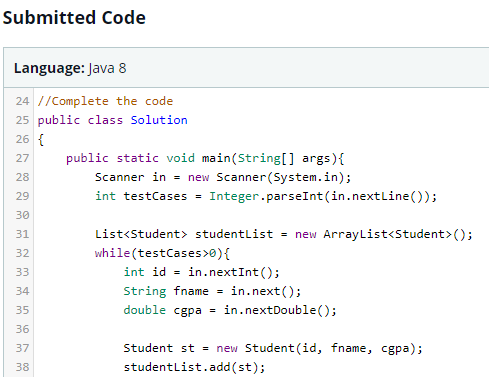 Submitted Code
Language: Java 8
24 //Complete the code
25 public class Solution
26 {
27     public static void main(String[] args){
28         Scanner in = new Scanner(System.in);
29         int testCases = Integer.parseInt(in.nextLine());
30
31         List<Student> studentList = new ArrayList<Student>();
32         while(testCases>0){
33             int id = in.nextInt();
34             String fname = in.next();
35             double cgpa = in.nextDouble();
36
37             Student st = new Student(id, fname, cgpa);
38             studentList.add(st);